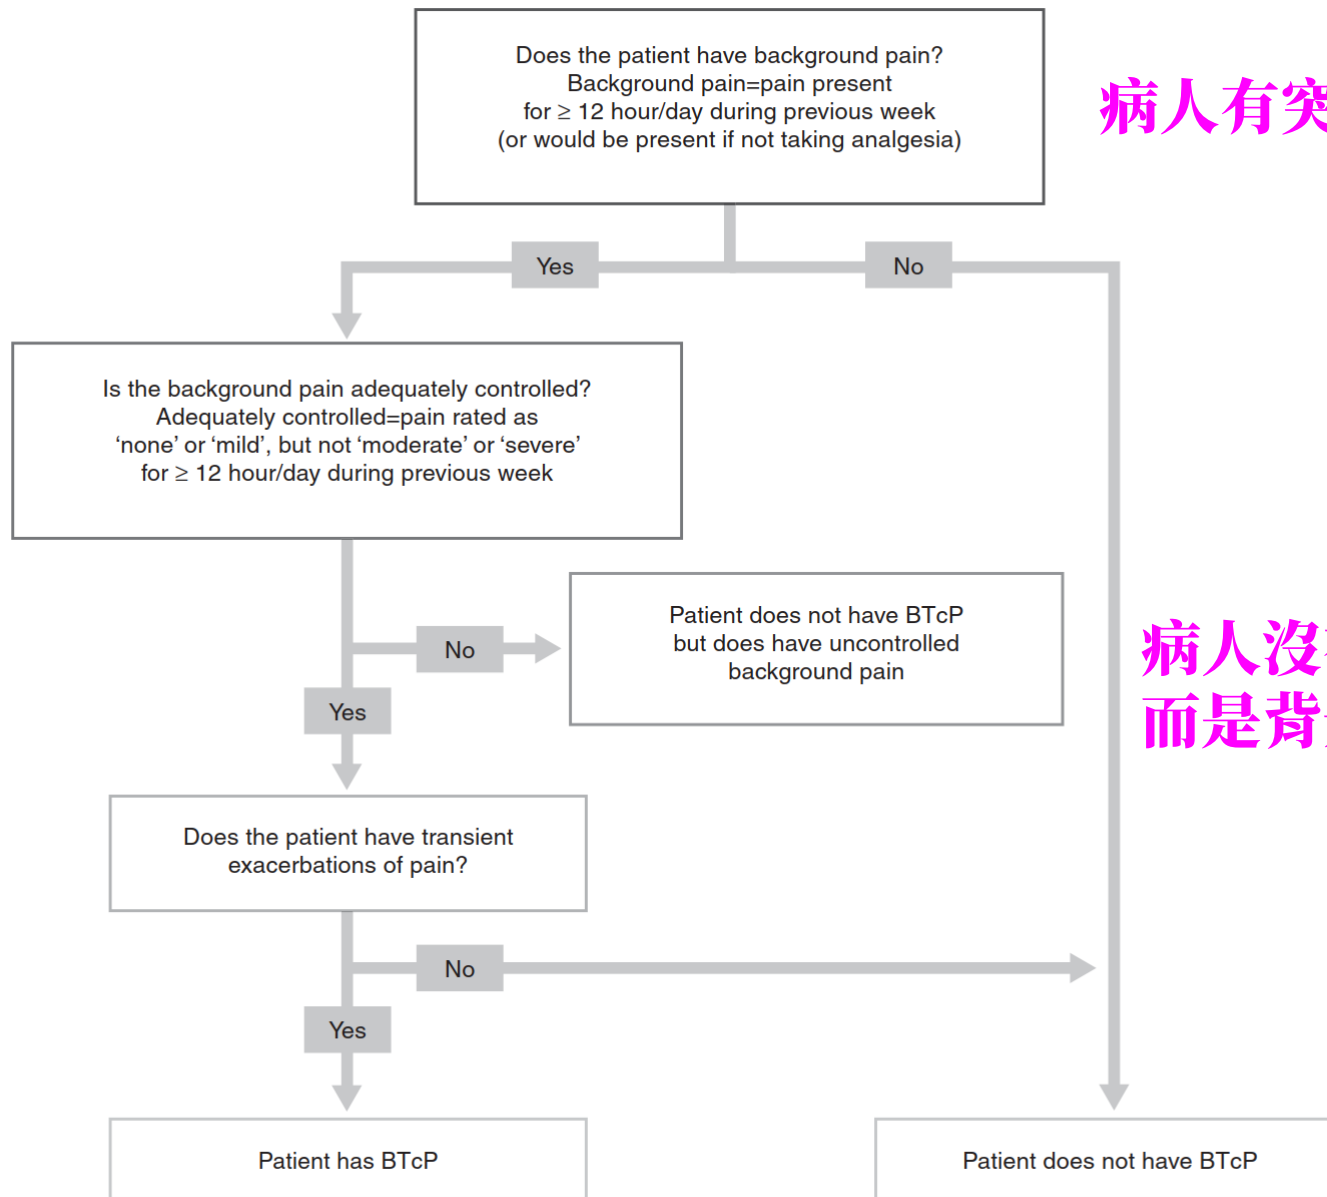 Does the patient have background pain?
Background pain=pain present
for ≥ 12 hour/day during previous week
(or would be present if not taking analgesia)
病人有突
Yes
No
Is the background pain adequately controlled?
Adequately controlled=pain rated as
‘none’ or ‘mild’, but not ‘moderate’ or ‘severe’
for ≥ 12 hour/day during previous week
No
Patient does not have BTcP
but does have uncontrolled
background pain
病人沒
而是背
Yes
Does the patient have transient
exacerbations of pain?
No
Yes
Patient has BTcP
Patient does not have BTcP